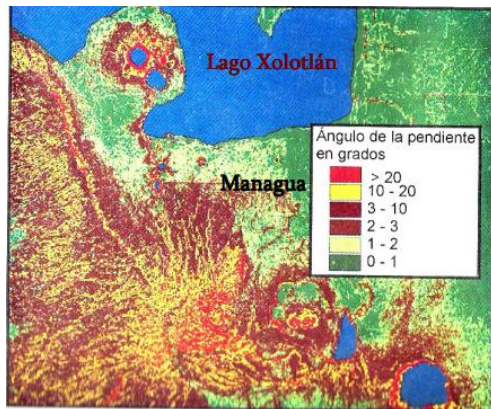 Lago Xolotlán
Managua
Ángulo de la pendiente
en grados
> 20
10 - 20
3 - 10
2 - 3
1 - 2
0 - 1